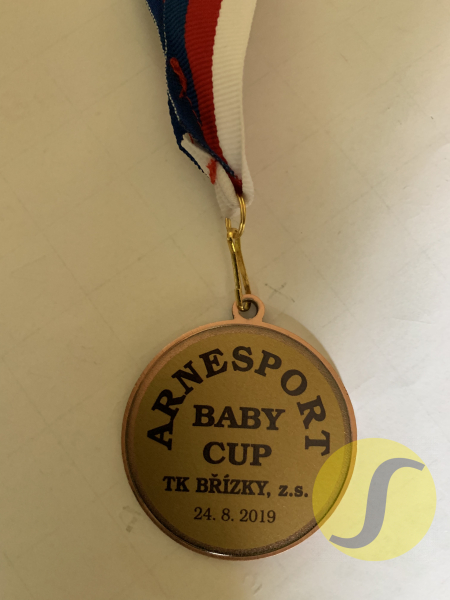 ARNESPORT
BABY
CUP
TK BŘÍZKY, z.s.
24. 8. 2019